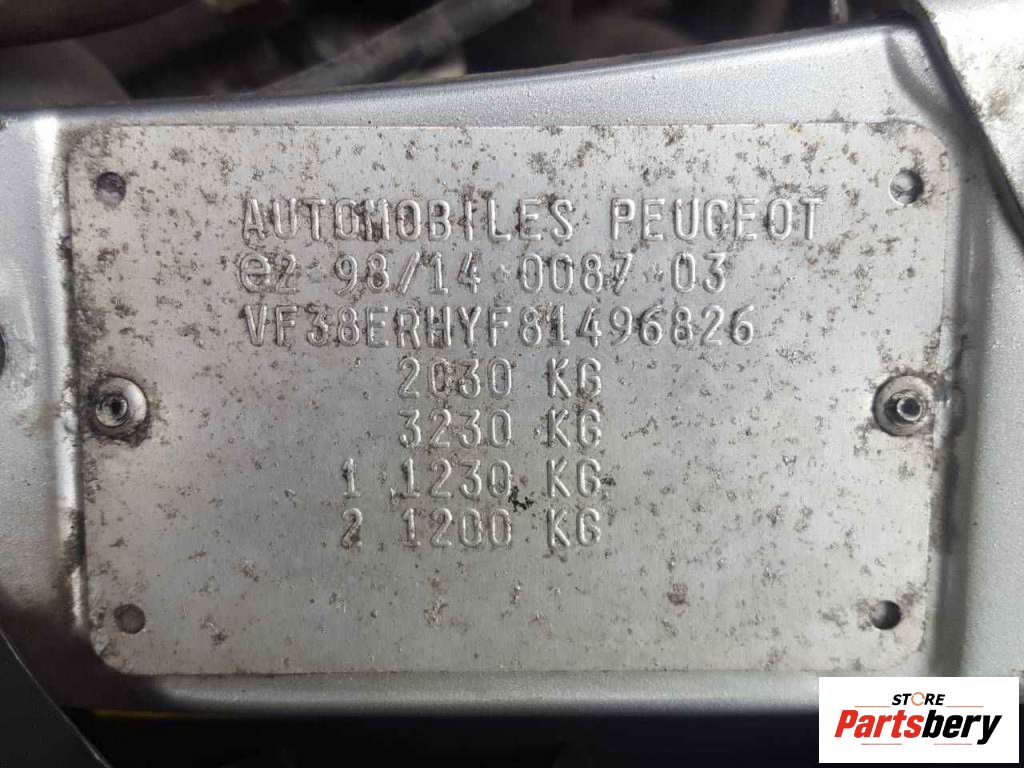 AUTOMOBILES PEUGEOT
e2*98/14*0087*03
VF38ERHYF81496826
2030 KG
3230 KG
1 1230 KG
2 1200 KG
STORE
Partsbery